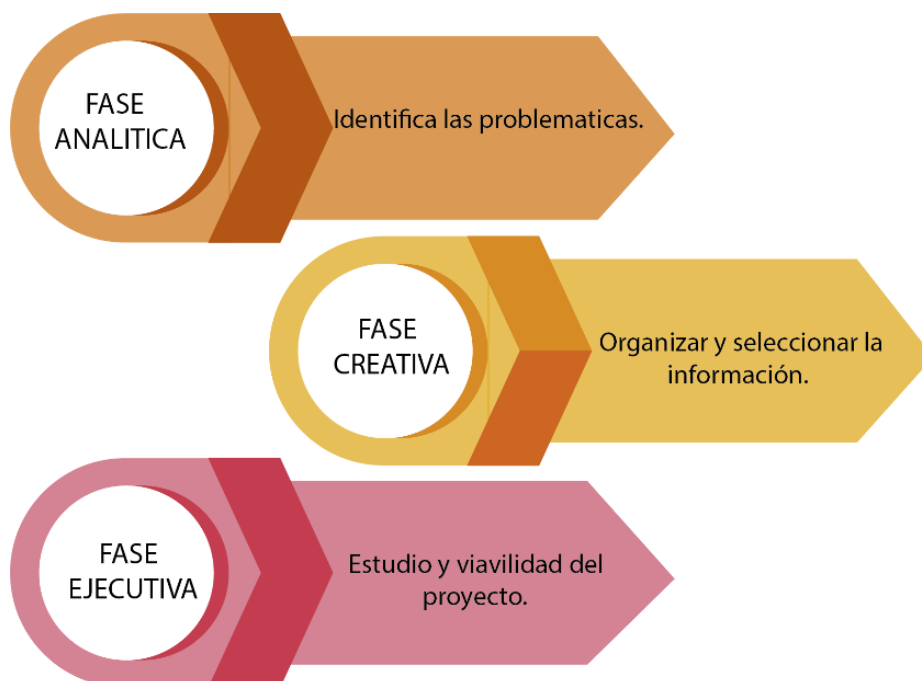 FASE
ANALITICA
Identifica las problematicas.
FASE
CREATIVA
Organizar y seleccionar la
información.
FASE
EJECUTIVA
Estudio y viavilidad del
proyecto.